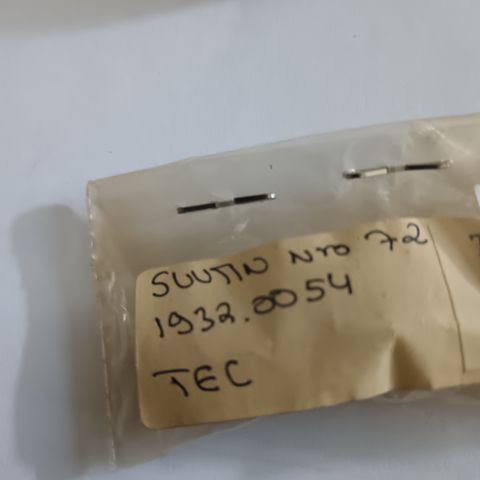 SUUTIN Nro 72
1932.0054
TEC